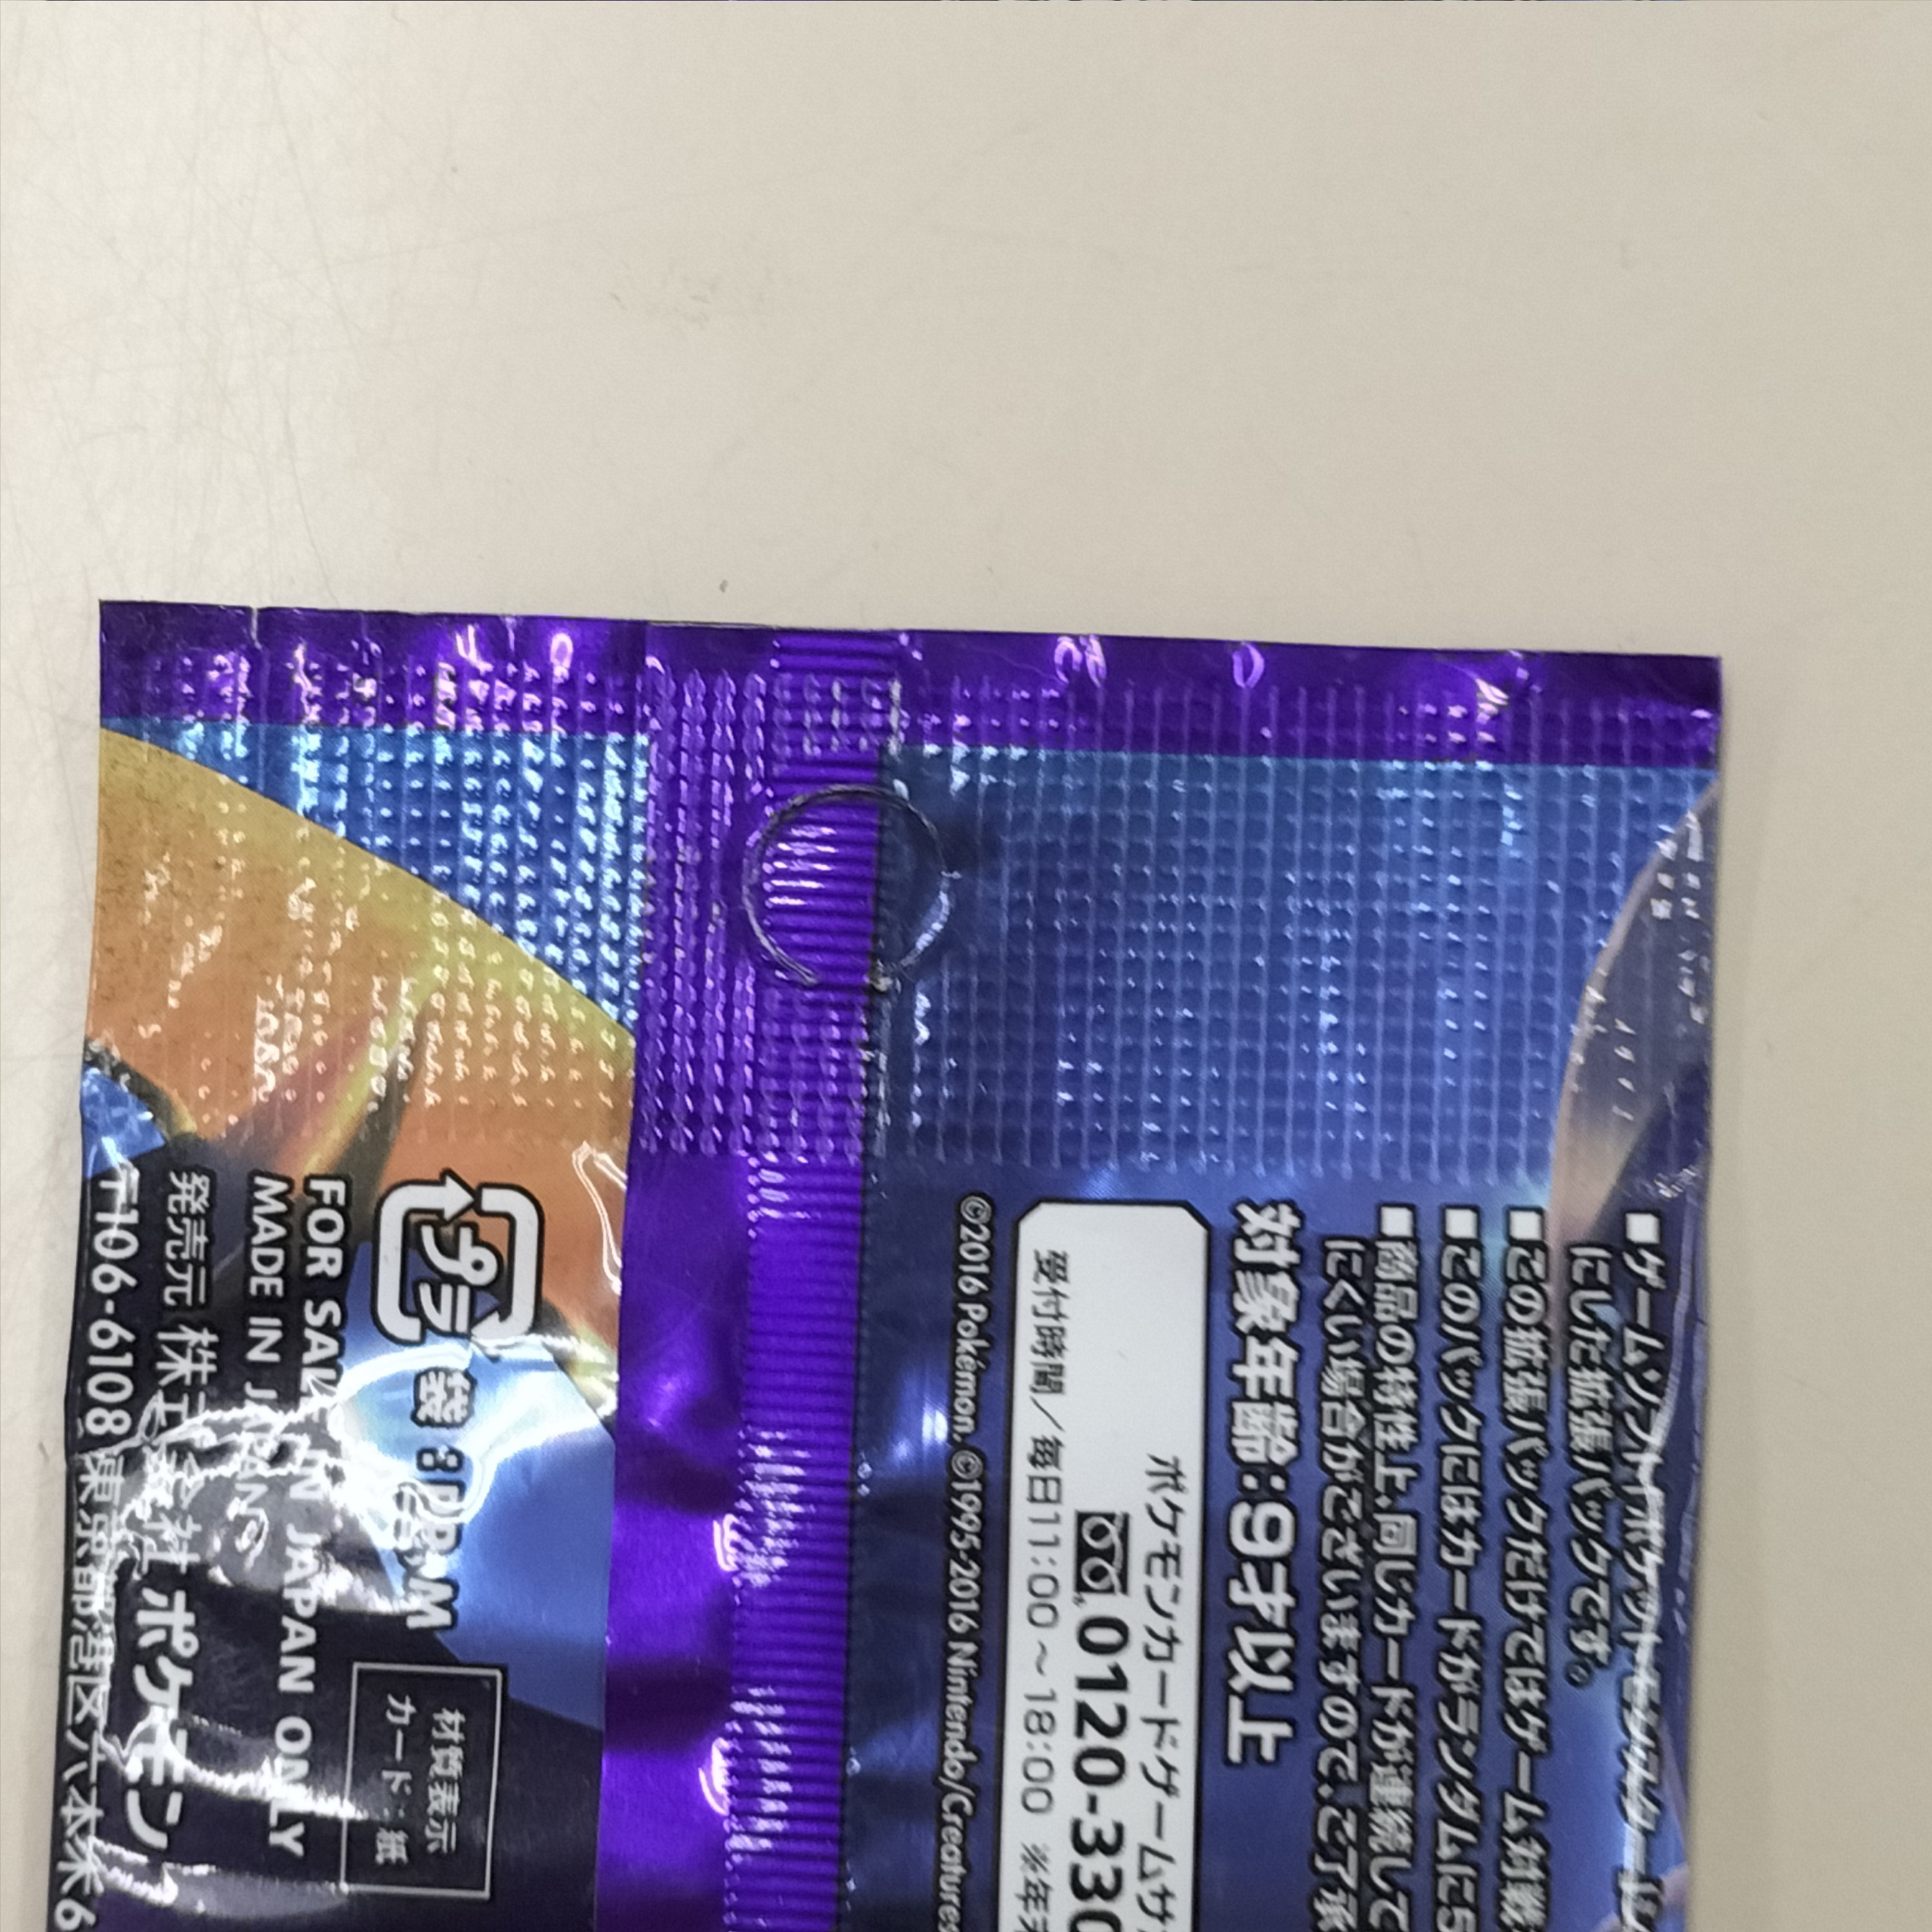 ■ゲームソフト『ポケットモンスター
にした拡張パックです。
■この拡張パックだけではゲーム対戦
■このパックにはカードがランダムに5
■商品の特性上、同じカードが連続して
にくい場合がございますので、ご了承
対象年齢:9才以上
ポケモンカードゲームサ
0120-330
受付時間/毎日11:00～18:00 ※年末
©2016 Pokémon. ©1995-2016 Nintendo/Creatures
プラ
袋：PP,M
材質表示
カード:紙
FOR SALE IN JAPAN ONLY
MADE IN JAPAN
発売元 株式会社ポケモン
〒106-6108 東京都港区六本木6